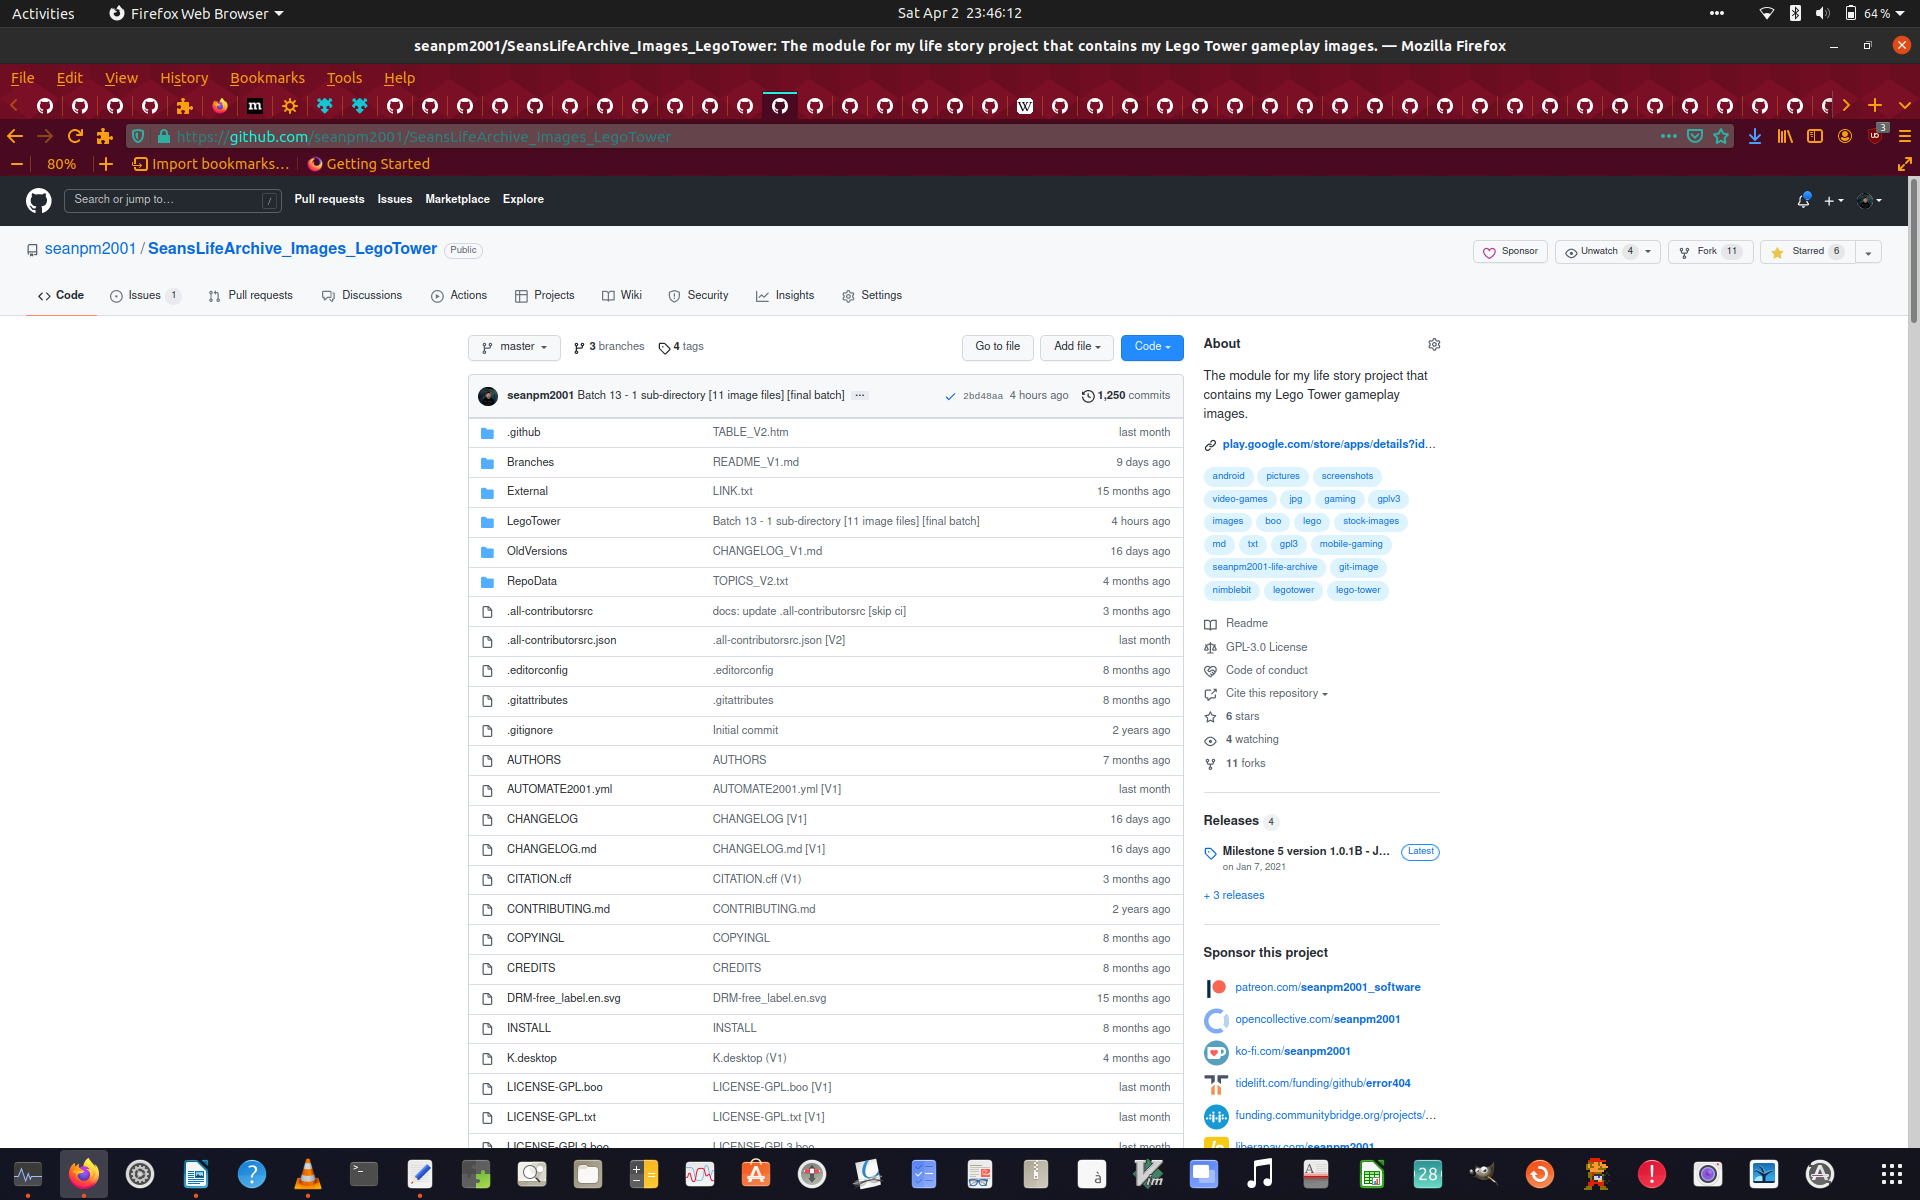 Activities Firefox Web Browser Sat Apr 2 23:46:12 64 %
seanpm2001/SeansLifeArchive_Images_LegoTower: The module for my life story project that contains my Lego Tower gameplay images. — Mozilla Firefox
File Edit View History Bookmarks Tools Help
https://github.com/seanpm2001/SeansLifeArchive_Images_LegoTower 3
80% Import bookmarks… Getting Started
Search or jump to… / Pull requests Issues Marketplace Explore
seanpm2001 / SeansLifeArchive_Images_LegoTower Public Sponsor Unwatch 4 Fork 11 Starred 6
Code Issues 1 Pull requests Discussions Actions Projects Wiki Security Insights Settings
master 3 branches 4 tags Go to file Add file Code
seanpm2001 Batch 13 - 1 sub-directory [11 image files] [final batch] ... 2bd48aa 4 hours ago 1,250 commits
.github TABLE_V2.htm last month
Branches README_V1.md 9 days ago
External LINK.txt 15 months ago
LegoTower Batch 13 - 1 sub-directory [11 image files] [final batch] 4 hours ago
OldVersions CHANGELOG_V1.md 16 days ago
RepoData TOPICS_V2.txt 4 months ago
.all-contributorsrc docs: update .all-contributorsrc [skip ci] 3 months ago
.all-contributorsrc.json .all-contributorsrc.json [V2] last month
.editorconfig .editorconfig 8 months ago
.gitattributes .gitattributes 8 months ago
.gitignore Initial commit 2 years ago
AUTHORS AUTHORS 7 months ago
AUTOMATE2001.yml AUTOMATE2001.yml [V1] last month
CHANGELOG CHANGELOG [V1] 16 days ago
CHANGELOG.md CHANGELOG.md [V1] 16 days ago
CITATION.cff CITATION.cff (V1) 3 months ago
CONTRIBUTING.md CONTRIBUTING.md 2 years ago
COPYINGL COPYINGL 8 months ago
CREDITS CREDITS 8 months ago
DRM-free_label.en.svg DRM-free_label.en.svg 15 months ago
INSTALL INSTALL 8 months ago
K.desktop K.desktop (V1) 4 months ago
LICENSE-GPL.boo LICENSE-GPL.boo [V1] last month
LICENSE-GPL.txt LICENSE-GPL.txt [V1] last month
LICENSE-GPL3.boo LICENSE-GPL3.boo last month
About
The module for my life story project that
contains my Lego Tower gameplay
images.
play.google.com/store/apps/details?id...
android pictures screenshots
video-games jpg gaming gplv3
images boo lego stock-images
md txt gpl3 mobile-gaming
seanpm2001-life-archive git-image
nimblebit legotower lego-tower
Readme
GPL-3.0 License
Code of conduct
Cite this repository
6 stars
4 watching
11 forks
Releases 4
Milestone 5 version 1.0.1B - J... Latest
on Jan 7, 2021
+ 3 releases
Sponsor this project
patreon.com/seanpm2001_software
opencollective.com/seanpm2001
ko-fi.com/seanpm2001
tidelift.com/funding/github/error404
funding.communitybridge.org/projects/...
liberapay.com/seanpm2001
28